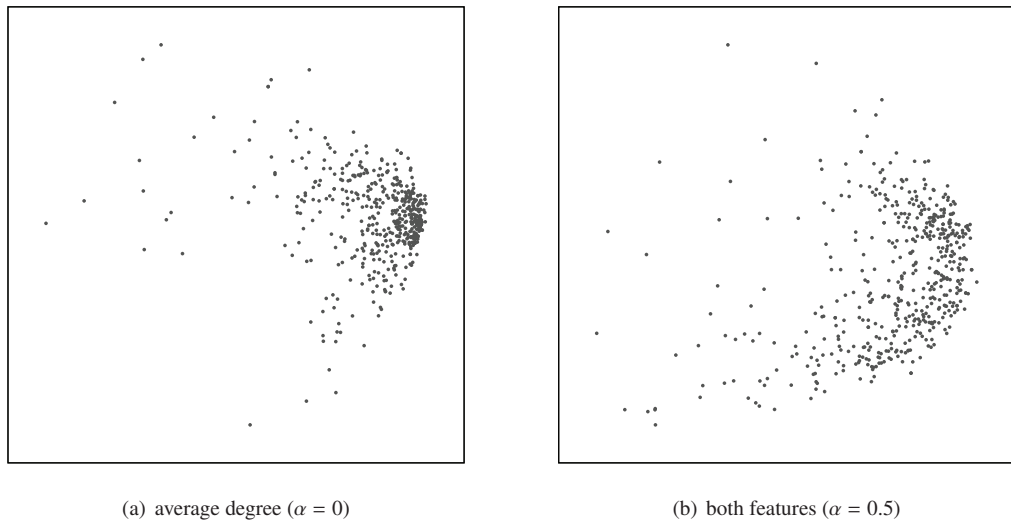 (a) average degree (α = 0)
(b) both features (α = 0.5)